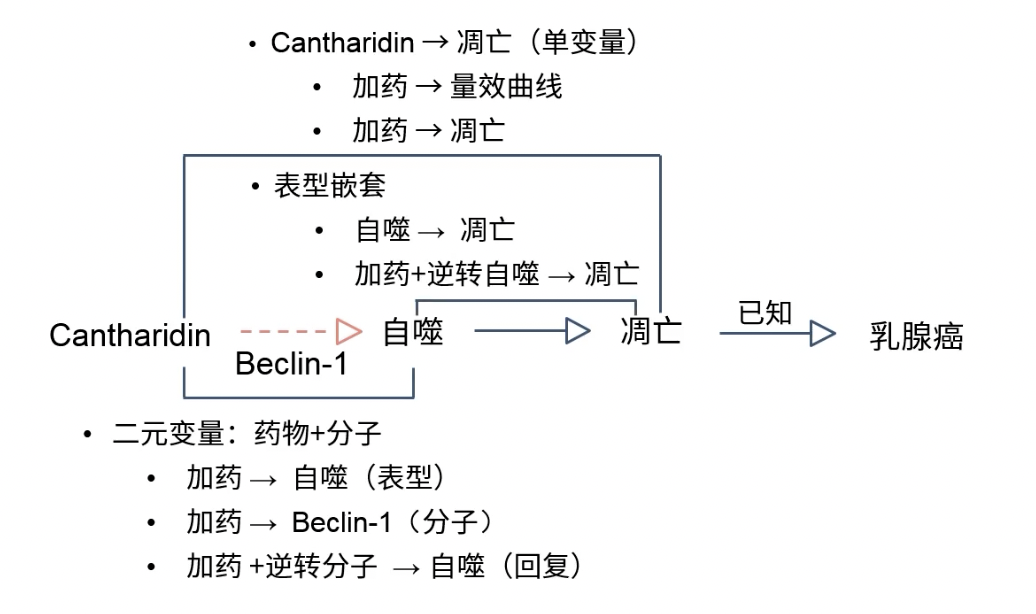 • Cantharidin → 凋亡（单变量）
• 加药 → 量效曲线
• 加药 → 凋亡
• 表型嵌套
• 自噬 → 凋亡
• 加药+逆转自噬 → 凋亡
Cantharidin 自噬 凋亡 已知 乳腺癌
Beclin-1
• 二元变量：药物+分子
• 加药 → 自噬（表型）
• 加药 → Beclin-1（分子）
• 加药 +逆转分子 → 自噬（回复）